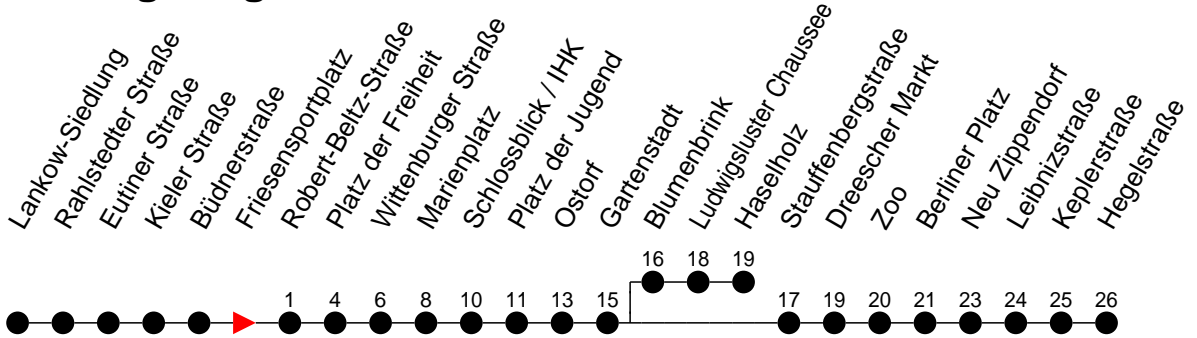 Lankow-Siedlung
Rahlstedter Straße
Eutiner Straße
Kieler Straße
Büdnerstraße
Friesensportplatz
Robert-Beltz-Straße
Platz der Freiheit
Wittenburger Straße
Marienplatz
Schlossblick / IHK
Platz der Jugend
Ostorf
Gartenstadt
Blumenbrink
Ludwigsluster Chaussee
Haselholz
Stauffenbergstraße
Dreescher Markt
Zoo
Berliner Platz
Neu Zippendorf
Leibnizstraße
Keplerstraße
Hegelstraße
16 18 19
1 4 6 8 10 11 13 15 17 19 20 21 23 24 25 26